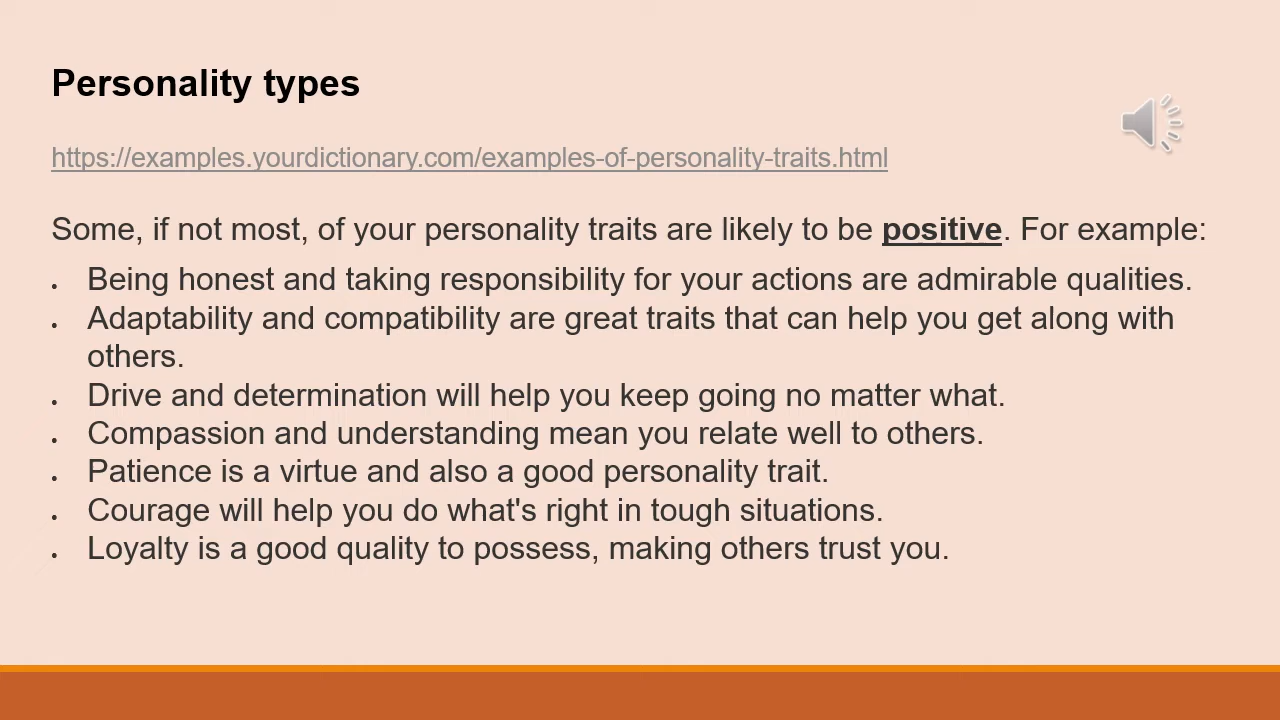 Personality types
https://examples.yourdictionary.com/examples-of-personality-traits.html
Some, if not most, of your personality traits are likely to be positive. For example:
• Being honest and taking responsibility for your actions are admirable qualities.
• Adaptability and compatibility are great traits that can help you get along with
others.
• Drive and determination will help you keep going no matter what.
• Compassion and understanding mean you relate well to others.
• Patience is a virtue and also a good personality trait.
• Courage will help you do what's right in tough situations.
• Loyalty is a good quality to possess, making others trust you.